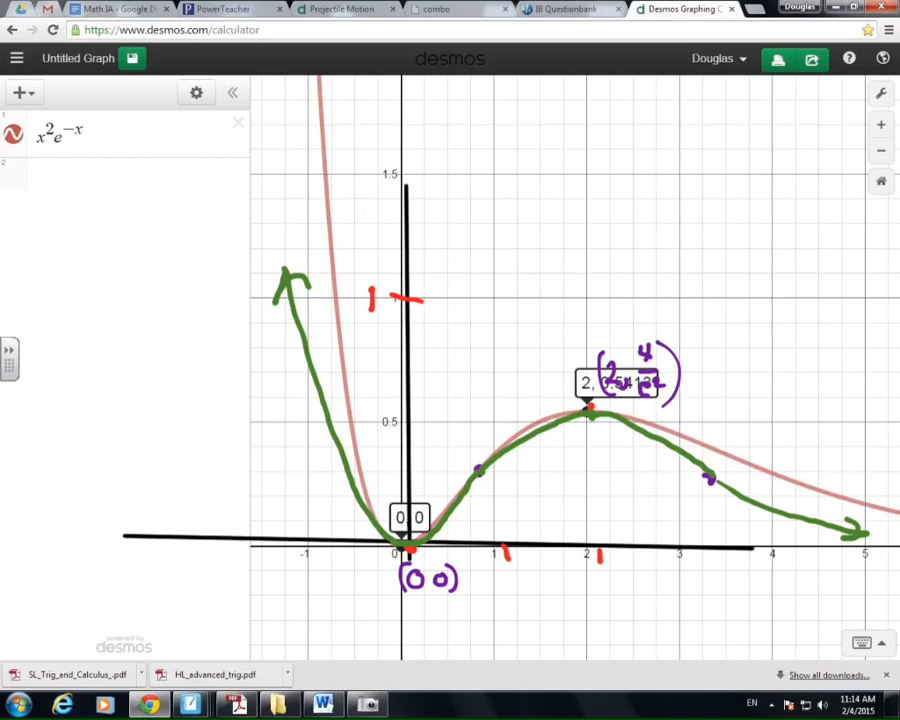 Math IA - Google D
PowerTeacher
Projectile Motion
combo
IB Questionbank
Desmos Graphing C
Douglas
https://www.desmos.com/calculator
Untitled Graph
desmos
Douglas
1
x²e⁻ˣ
2
1.5
1
0.5
(2, 4/e²)
2,
0, 0
-1
0
1
2
3
4
5
(0 0)
powered by
desmos
SL_Trig_and_Calculus_.pdf
HL_advanced_trig.pdf
Show all downloads...
EN
11:14 AM
2/4/2015